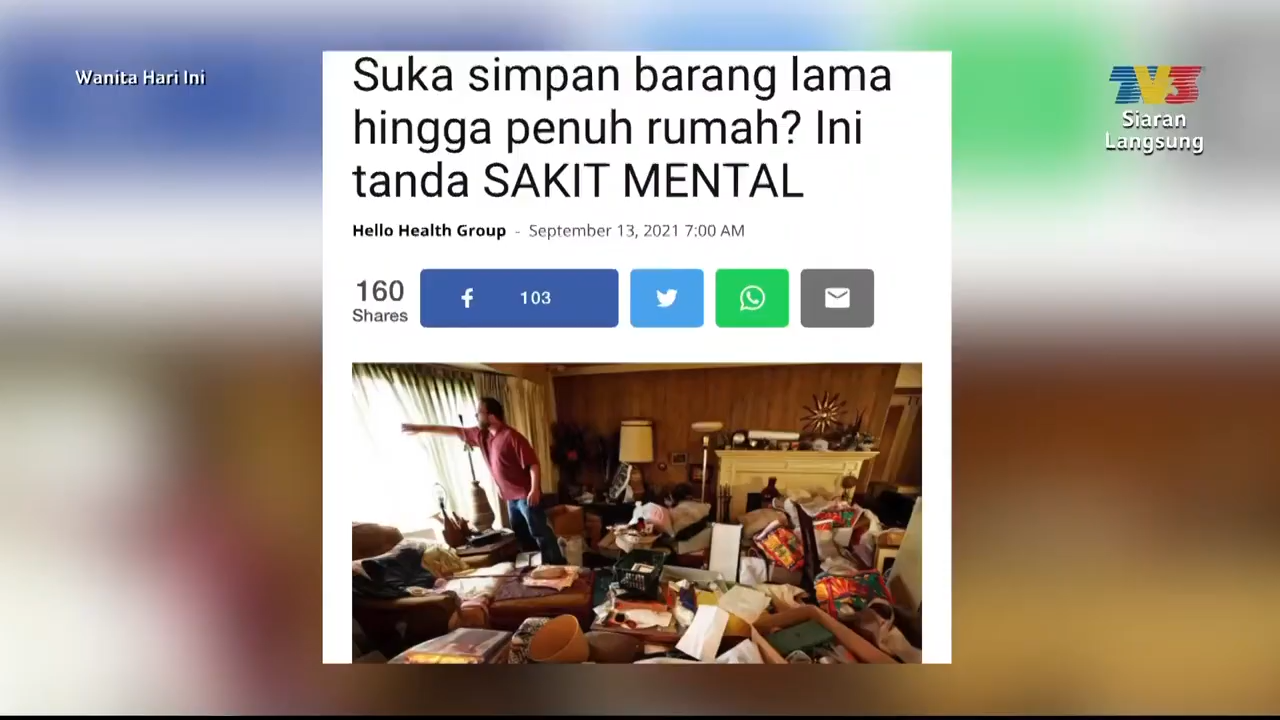 Wanita Hari Ini
TV3
Siaran
Langsung
Suka simpan barang lama
hingga penuh rumah? Ini
tanda SAKIT MENTAL
Hello Health Group - September 13, 2021 7:00 AM
160
Shares
103